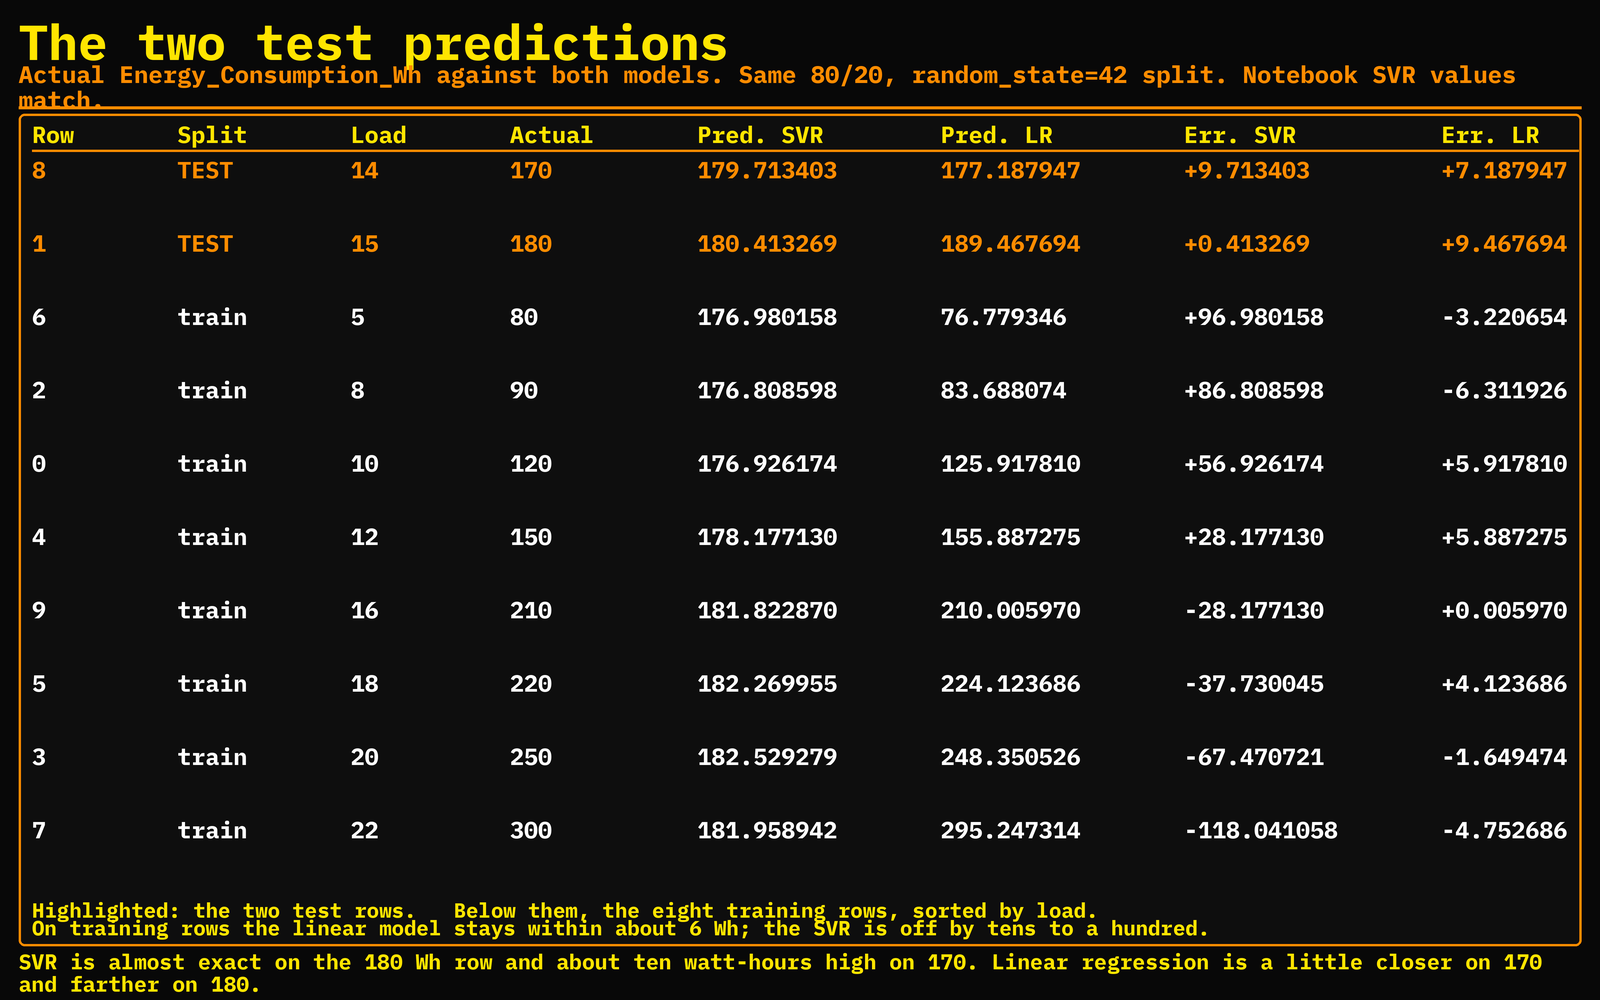 The two test predictions
Actual Energy_Consumption_Wh against both models. Same 80/20, random_state=42 split. Notebook SVR values
match.
Row Split Load Actual Pred. SVR Pred. LR Err. SVR Err. LR
8 TEST 14 170 179.713403 177.187947 +9.713403 +7.187947
1 TEST 15 180 180.413269 189.467694 +0.413269 +9.467694
6 train 5 80 176.980158 76.779346 +96.980158 -3.220654
2 train 8 90 176.808598 83.688074 +86.808598 -6.311926
0 train 10 120 176.926174 125.917810 +56.926174 +5.917810
4 train 12 150 178.177130 155.887275 +28.177130 +5.887275
9 train 16 210 181.822870 210.005970 -28.177130 +0.005970
5 train 18 220 182.269955 224.123686 -37.730045 +4.123686
3 train 20 250 182.529279 248.350526 -67.470721 -1.649474
7 train 22 300 181.958942 295.247314 -118.041058 -4.752686
Highlighted: the two test rows. Below them, the eight training rows, sorted by load.
On training rows the linear model stays within about 6 Wh; the SVR is off by tens to a hundred.
SVR is almost exact on the 180 Wh row and about ten watt-hours high on 170. Linear regression is a little closer on 170
and farther on 180.